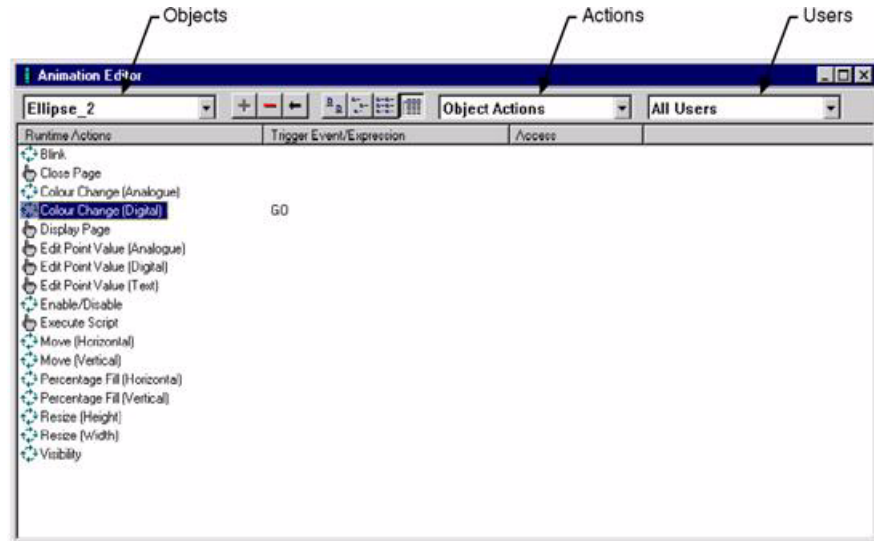 Objects
Actions
Users
Animation Editor
Ellipse_2
Object Actions
All Users
Runtime Actions Trigger Event/Expression Access
Blink
Close Page
Colour Change (Analogue)
Colour Change (Digital) GO
Display Page
Edit Point Value (Analogue)
Edit Point Value (Digital)
Edit Point Value (Text)
Enable/Disable
Execute Script
Move (Horizontal)
Move (Vertical)
Percentage Fill (Horizontal)
Percentage Fill (Vertical)
Resize (Height)
Resize (Width)
Visibility